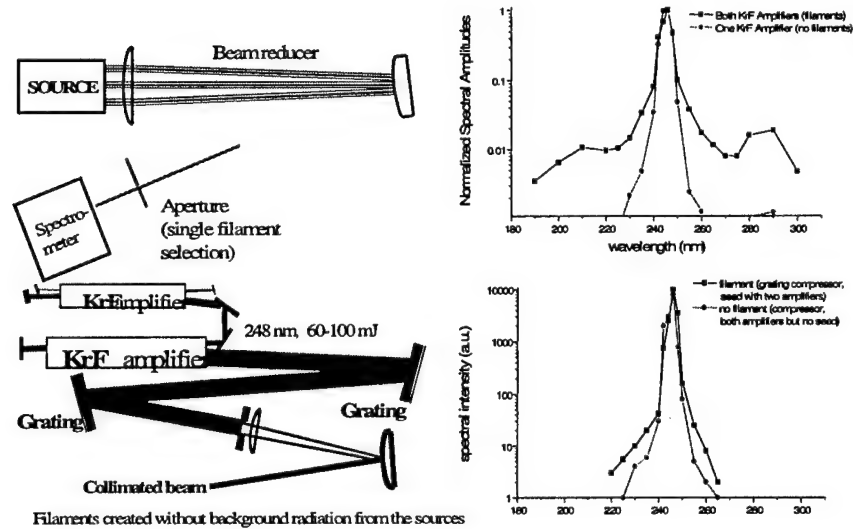 Beam reducer
SOURCE
Spectro-
meter
Aperture
(single filament
selection)
KrF amplifier
248 nm, 60-100 mJ
KrF amplifier
Grating
Grating
Collimated beam
Filaments created without background radiation from the sources
Both KrF Amplifiers (filaments)
One KrF Amplifier (no filaments)
Normalized Spectral Amplitudes
1
0.1
0.01
180 200 220 240 260 280 300
wavelength (nm)
filament (grating compressor,
seed with two amplifiers)
no filament (compressor,
both amplifiers but no seed)
spectral intensity (a.u.)
10000
1000
100
10
1
180 200 220 240 260 280 300